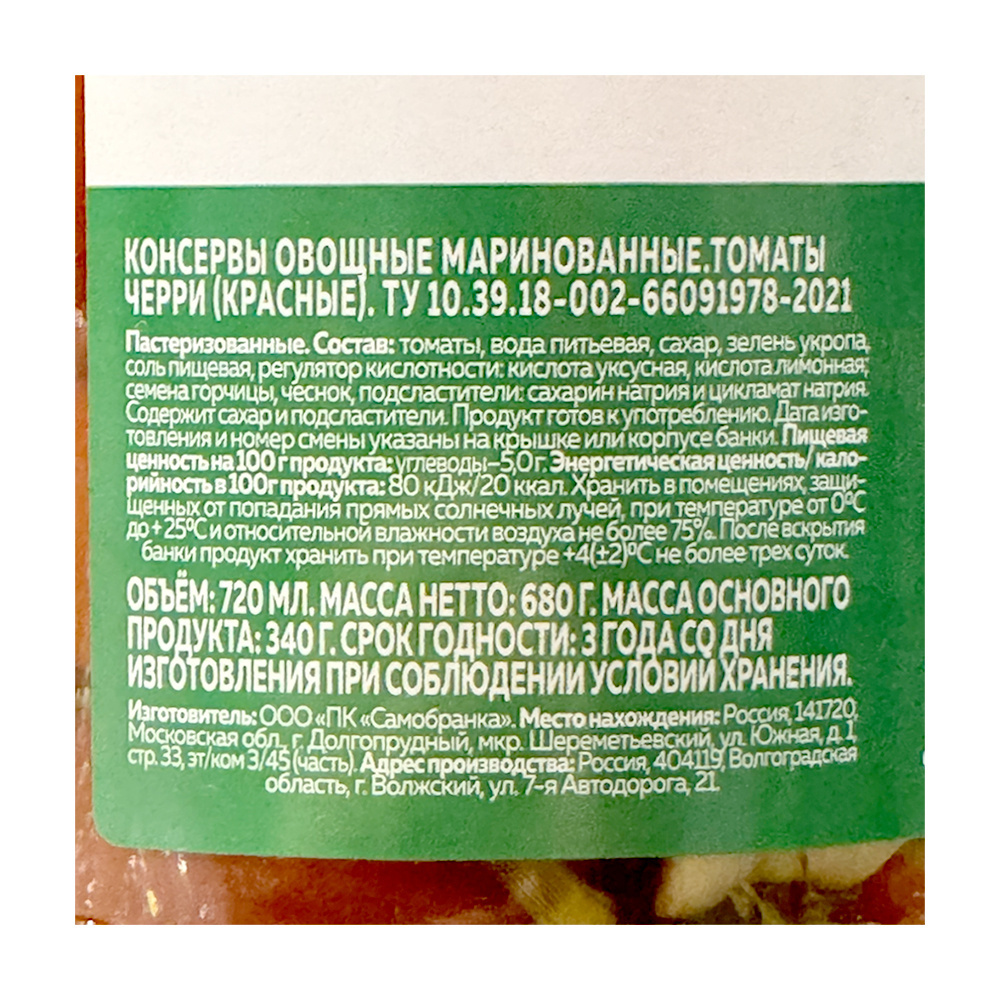 КОНСЕРВЫ ОВОЩНЫЕ МАРИНОВАННЫЕ.ТОМАТЫ
ЧЕРРИ (КРАСНЫЕ). ТУ 10.39.18-002-66091978-2021
Пастеризованные. Состав: томаты, вода питьевая, сахар, зелень укропа,
соль пищевая, регулятор кислотности: кислота уксусная, кислота лимонная;
семена горчицы, чеснок, подсластители: сахарин натрия и цикламат натрия.
Содержит сахар и подсластители. Продукт готов к употреблению. Дата изго-
товления и номер смены указаны на крышке или корпусе банки. Пищевая
ценность на 100 г продукта: углеводы–5,0 г. Энергетическая ценность/ кало-
рийность в 100г продукта: 80 кДж/20 ккал. Хранить в помещениях, защи-
щенных от попадания прямых солнечных лучей, при температуре от 0°С
до +25°С и относительной влажности воздуха не более 75%. После вскрытия
банки продукт хранить при температуре +4(±2)°С не более трех суток.
ОБЪЁМ: 720 МЛ. МАССА НЕТТО: 680 Г. МАССА ОСНОВНОГО
ПРОДУКТА: 340 Г. СРОК ГОДНОСТИ: 3 ГОДА СО ДНЯ
ИЗГОТОВЛЕНИЯ ПРИ СОБЛЮДЕНИИ УСЛОВИЙ ХРАНЕНИЯ.
Изготовитель: ООО «ПК «Самобранка». Место нахождения: Россия, 141720,
Московская обл., г. Долгопрудный, мкр. Шереметьевский, ул. Южная, д.1,
стр. 33, эт/ком 3/45 (часть). Адрес производства: Россия, 404119, Волгоградская
область, г. Волжский, ул. 7-я Автодорога, 21.